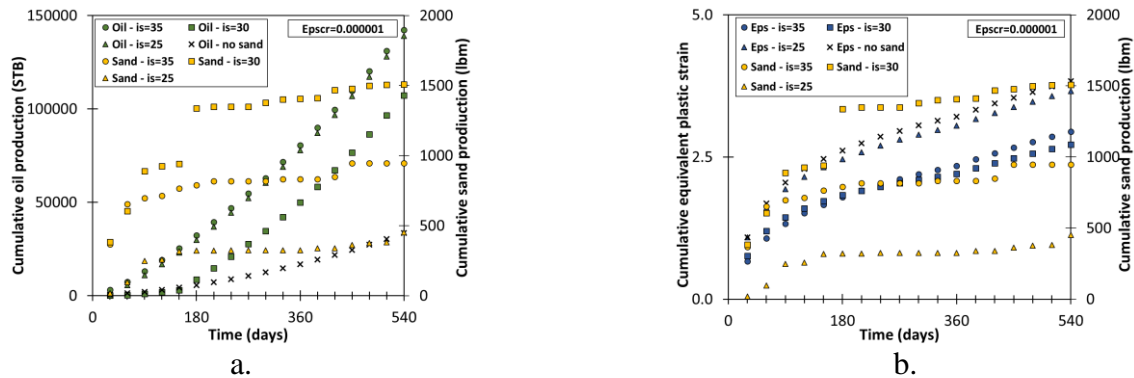 Oil - is=35
Oil - is=30
Oil - is=25
Oil - no sand
Sand - is=35
Sand - is=30
Sand - is=25
Epscr=0.000001
150000
100000
50000
0
2000
1500
1000
500
0
0
180
360
540
Cumulative oil production (STB)
Cumulative sand prodiuction (lbm)
Time (days)
a.
Eps - is=35
Eps - is=30
Eps - is=25
Eps - no sand
Sand - is=35
Sand - is=30
Sand - is=25
Epscr=0.000001
5.0
2.5
0.0
2000
1500
1000
500
0
0
180
360
540
Cumulative equivalent plastic strain
Cumulative sand production (lbm)
Time (days)
b.